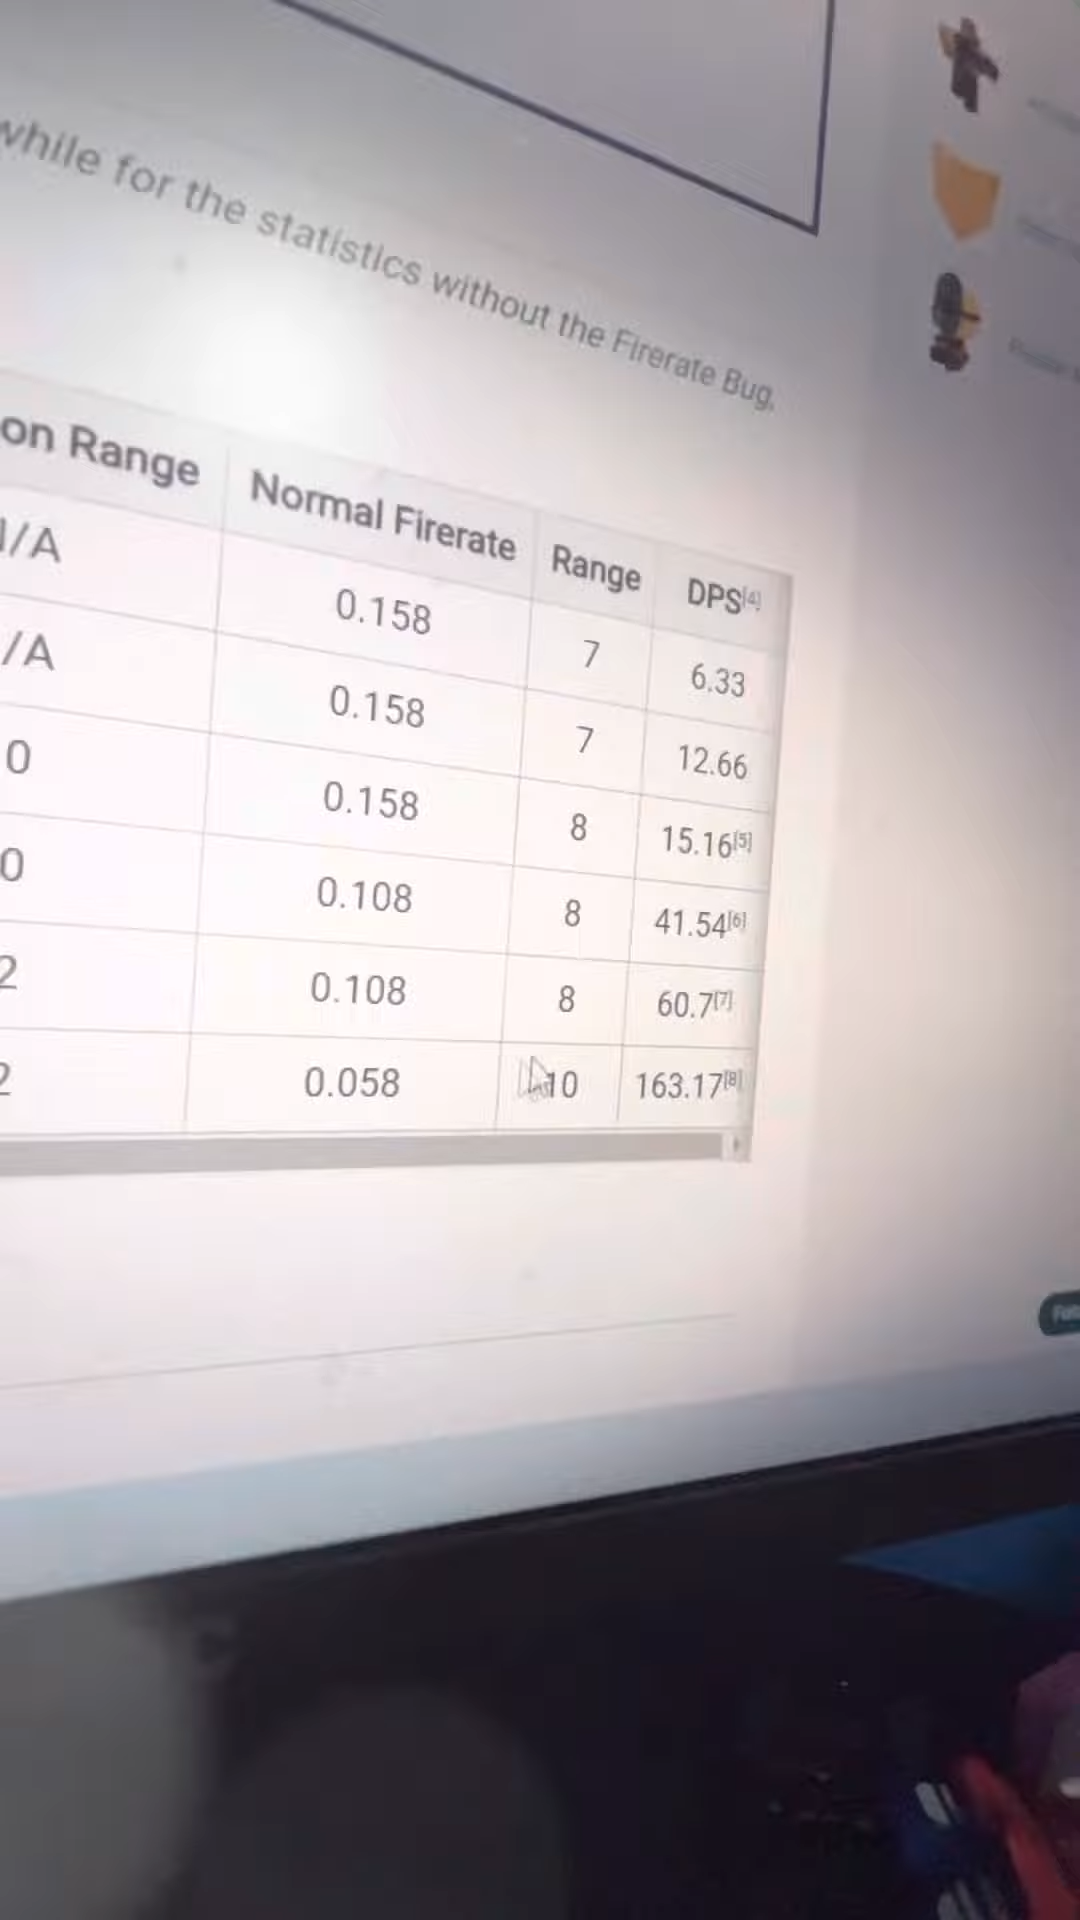 while for the statistics without the Firerate Bug,
on Range Normal Firerate Range DPS[4]
/A 0.158 7 6.33
/A 0.158 7 12.66
0 0.158 8 15.16[5]
0 0.108 8 41.54[6]
2 0.108 8 60.7[7]
2 0.058 10 163.17[8]